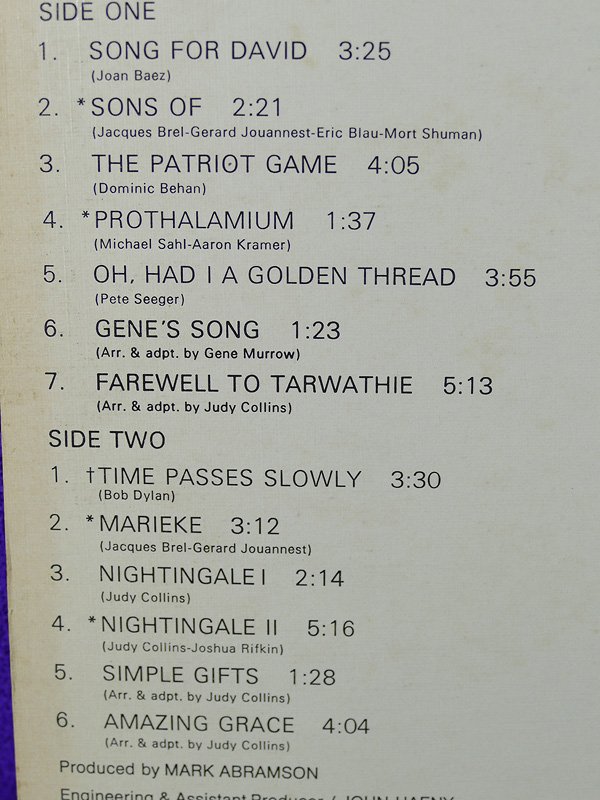 SIDE ONE
1. SONG FOR DAVID 3:25
(Joan Baez)
2. *SONS OF 2:21
(Jacques Brel-Gerard Jouannest-Eric Blau-Mort Shuman)
3. THE PATRIOT GAME 4:05
(Dominic Behan)
4. *PROTHALAMIUM 1:37
(Michael Sahl-Aaron Kramer)
5. OH, HAD I A GOLDEN THREAD 3:55
(Pete Seeger)
6. GENE'S SONG 1:23
(Arr. & adpt. by Gene Murrow)
7. FAREWELL TO TARWATHIE 5:13
(Arr. & adpt. by Judy Collins)
SIDE TWO
1. †TIME PASSES SLOWLY 3:30
(Bob Dylan)
2. *MARIEKE 3:12
(Jacques Brel-Gerard Jouannest)
3. NIGHTINGALE I 2:14
(Judy Collins)
4. *NIGHTINGALE II 5:16
(Judy Collins-Joshua Rifkin)
5. SIMPLE GIFTS 1:28
(Arr. & adpt. by Judy Collins)
6. AMAZING GRACE 4:04
(Arr. & adpt. by Judy Collins)
Produced by MARK ABRAMSON
Engineering & Assistant Producer / JOHN HAENY